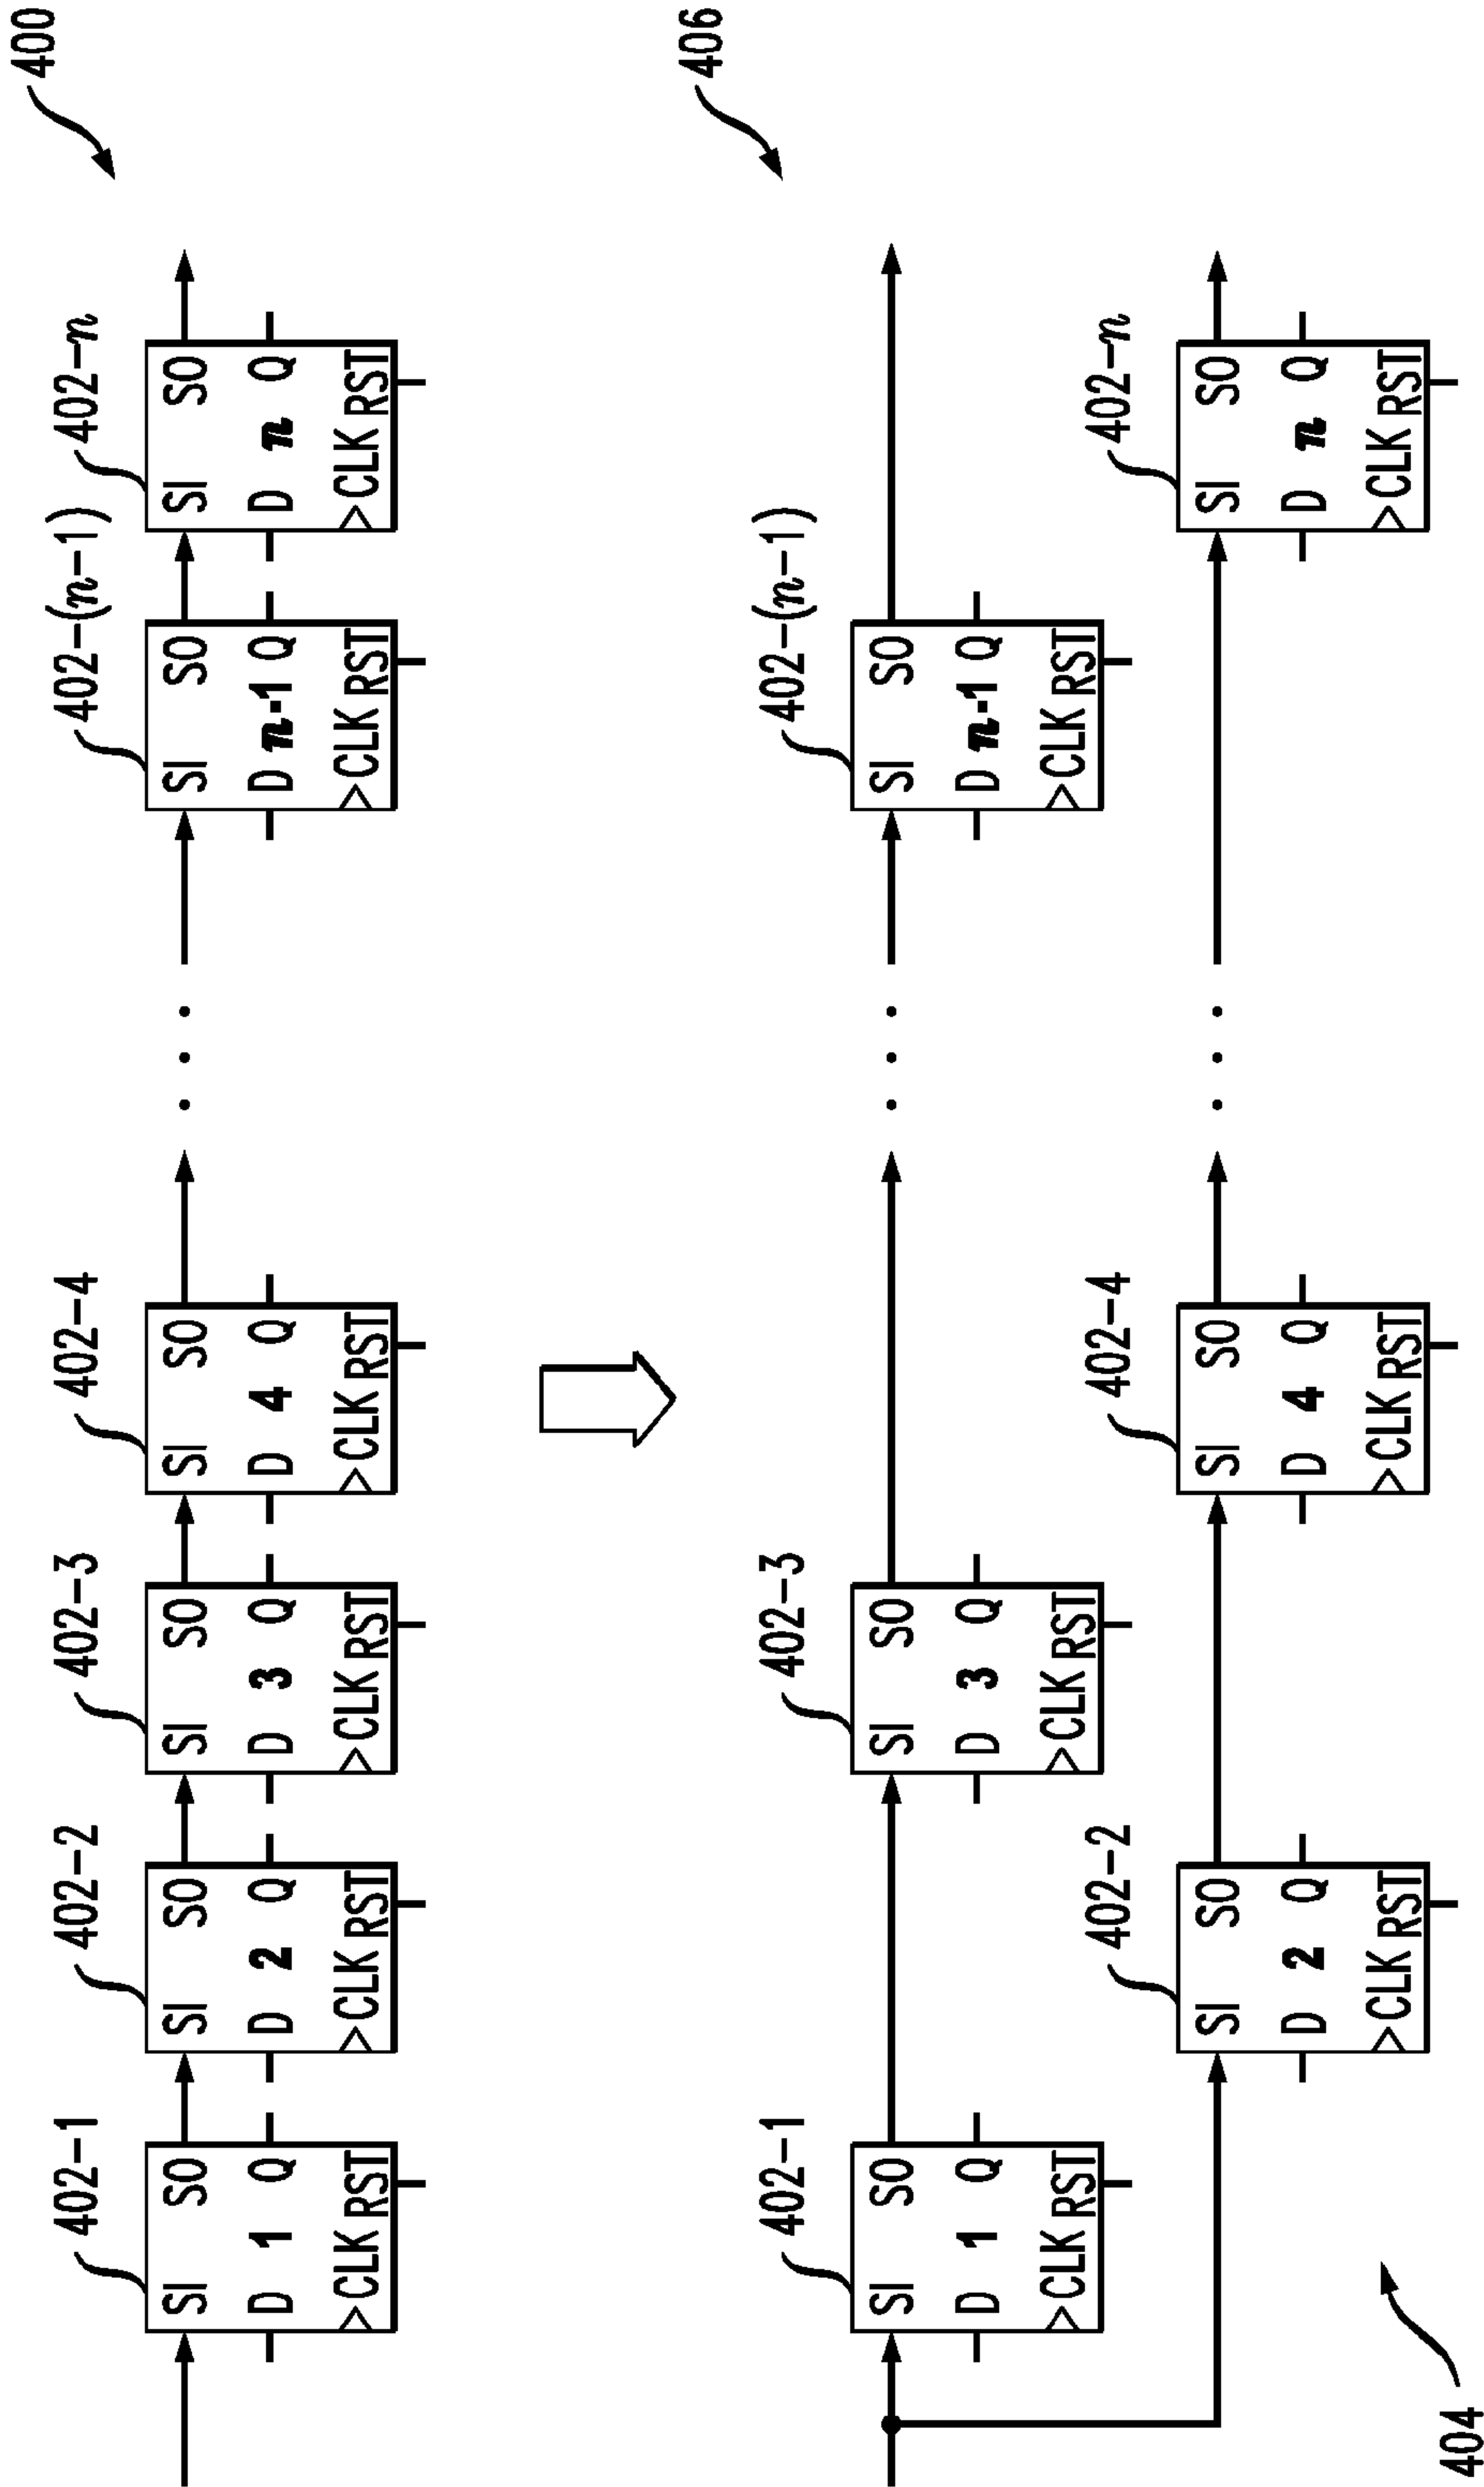 400
402-1 402-2 402-3 402-4 402-(n-1) 402-n
SI SO SI SO SI SO SI SO SI SO SI SO
D 1 Q D 2 Q D 3 Q D 4 Q D n-1 Q D n Q
CLK RST CLK RST CLK RST CLK RST CLK RST CLK RST
406
402-1 402-3 402-(n-1)
SI SO SI SO SI SO
D 1 Q D 3 Q D n-1 Q
CLK RST CLK RST CLK RST
402-2 402-4 402-n
SI SO SI SO SI SO
D 2 Q D 4 Q D n Q
CLK RST CLK RST CLK RST
404